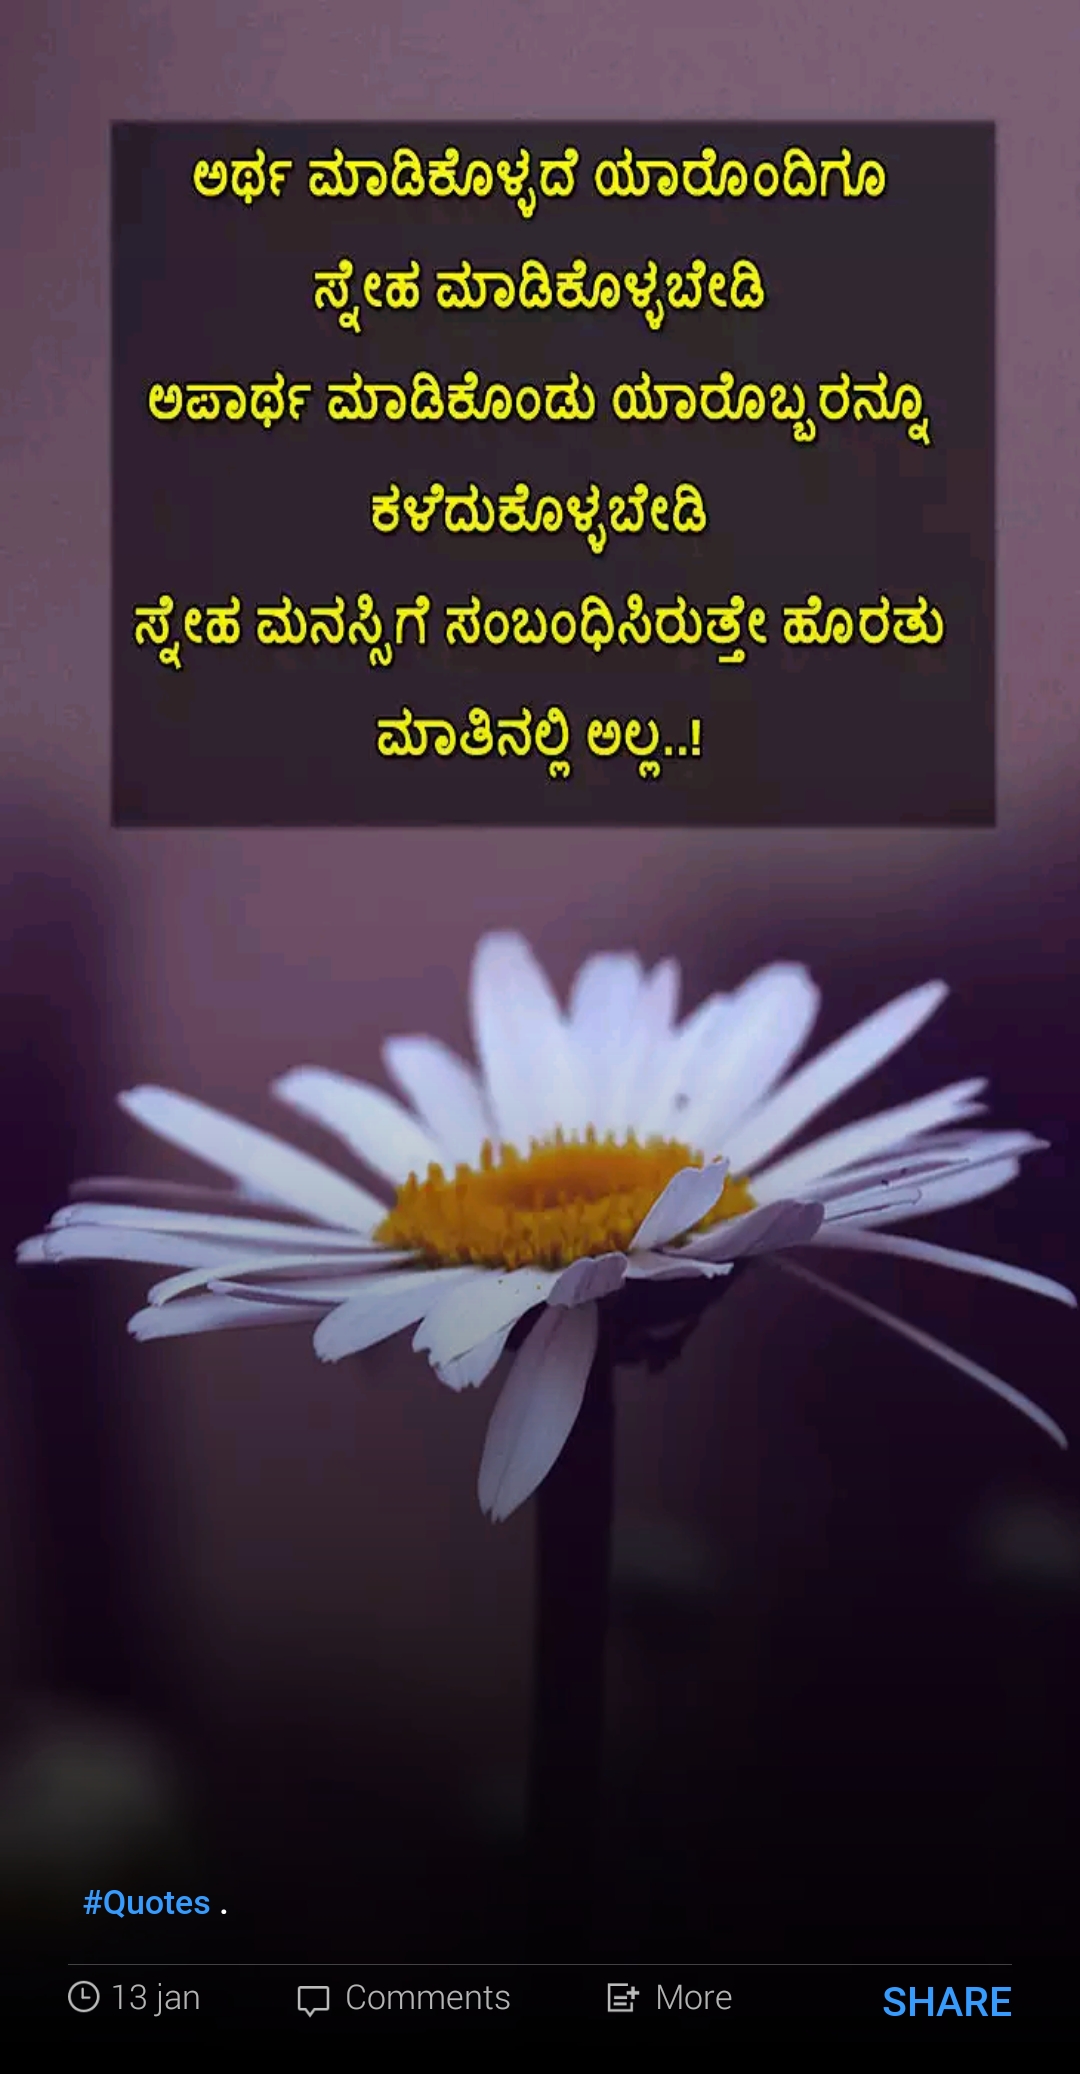 ಅರ್ಥ ಮಾಡಿಕೊಳ್ಳದೆ ಯಾರೊಂದಿಗೂ
ಸ್ನೇಹ ಮಾಡಿಕೊಳ್ಳಬೇಡಿ
ಅಪಾರ್ಥ ಮಾಡಿಕೊಂಡು ಯಾರೊಬ್ಬರನ್ನೂ
ಕಳೆದುಕೊಳ್ಳಬೇಡಿ
ಸ್ನೇಹ ಮನಸ್ಸಿಗೆ ಸಂಬಂಧಿಸಿರುತ್ತೇ ಹೊರತು
ಮಾತಿನಲ್ಲಿ ಅಲ್ಲ..!
#Quotes .
13 jan Comments More SHARE